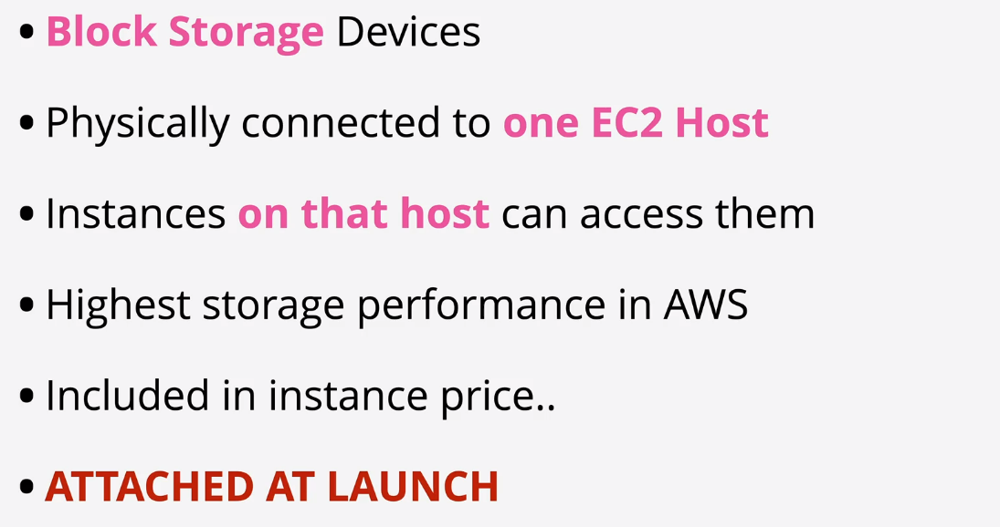 • Block Storage Devices
• Physically connected to one EC2 Host
• Instances on that host can access them
• Highest storage performance in AWS
• Included in instance price..
• ATTACHED AT LAUNCH